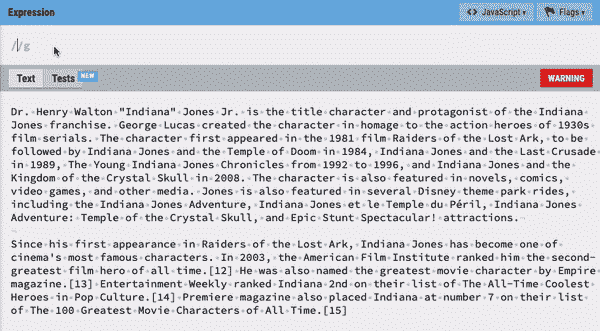 Expression
<> JavaScript ▾
Flags ▾
/ /g
Text
Tests
NEW
WARNING
Dr. Henry Walton "Indiana" Jones Jr. is the title character and protagonist of the Indiana
Jones franchise. George Lucas created the character in homage to the action heroes of 1930s
film serials. The character first appeared in the 1981 film Raiders of the Lost Ark, to be
followed by Indiana Jones and the Temple of Doom in 1984, Indiana Jones and the Last Crusade
in 1989, The Young Indiana Jones Chronicles from 1992 to 1996, and Indiana Jones and the
Kingdom of the Crystal Skull in 2008. The character is also featured in novels, comics,
video games, and other media. Jones is also featured in several Disney theme park rides,
including the Indiana Jones Adventure, Indiana Jones et le Temple du Péril, Indiana Jones
Adventure: Temple of the Crystal Skull, and Epic Stunt Spectacular! attractions.
Since his first appearance in Raiders of the Lost Ark, Indiana Jones has become one of
cinema's most famous characters. In 2003, the American Film Institute ranked him the second-
greatest film hero of all time.[12] He was also named the greatest movie character by Empire
magazine.[13] Entertainment Weekly ranked Indiana 2nd on their list of The All-Time Coolest
Heroes in Pop Culture.[14] Premiere magazine also placed Indiana at number 7 on their list
of The 100 Greatest Movie Characters of All Time.[15]